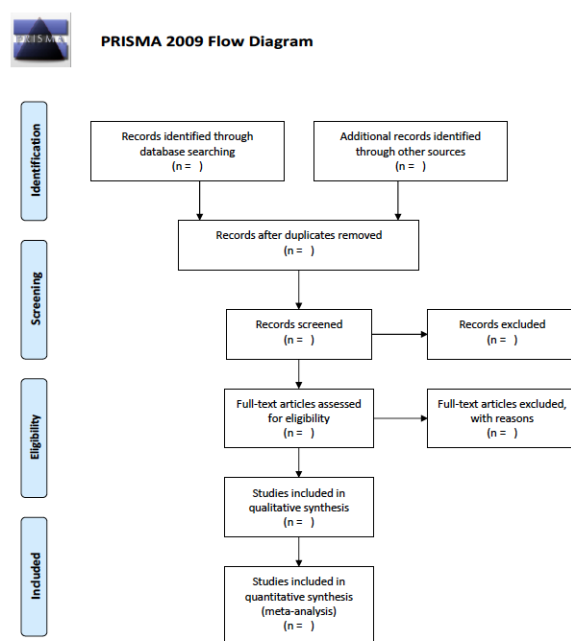 PRISMA
PRISMA 2009 Flow Diagram
Identification
Records identified through
database searching
(n = )
Additional records identified
through other sources
(n = )
Records after duplicates removed
(n = )
Screening
Records screened
(n = )
Records excluded
(n = )
Eligibility
Full-text articles assessed
for eligibility
(n = )
Full-text articles excluded,
with reasons
(n = )
Studies included in
qualitative synthesis
(n = )
Included
Studies included in
quantitative synthesis
(meta-analysis)
(n = )